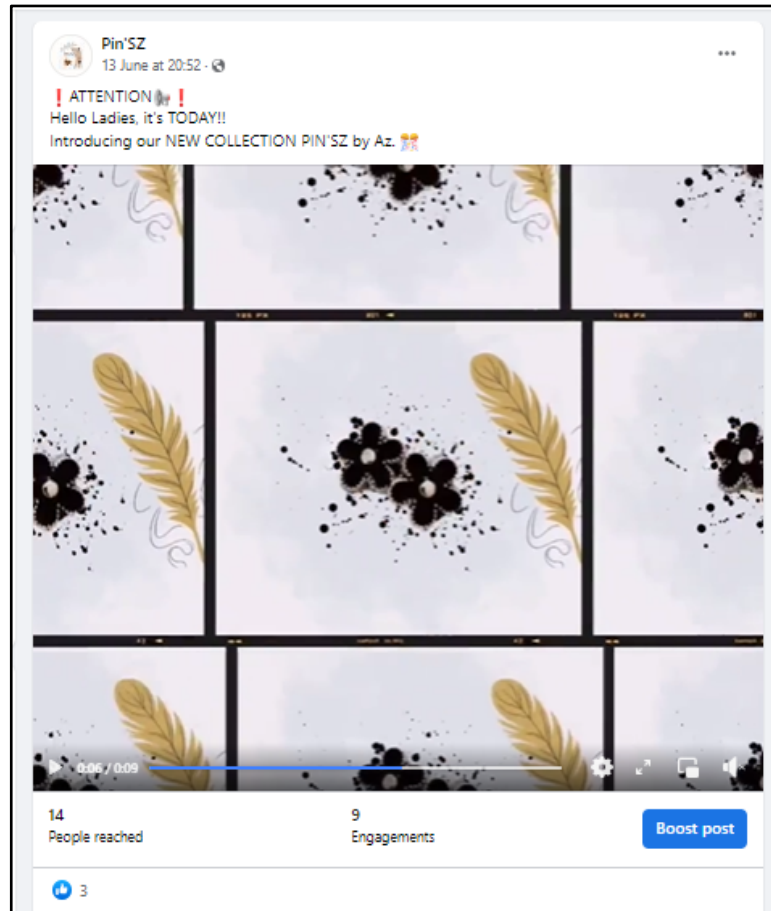 Pin'SZ
13 June at 20:52 ·
❗ATTENTION📢❗
Hello Ladies, it's TODAY!!
Introducing our NEW COLLECTION PIN'SZ by Az. 🎊
0:06 / 0:09
14
People reached
9
Engagements
Boost post
3